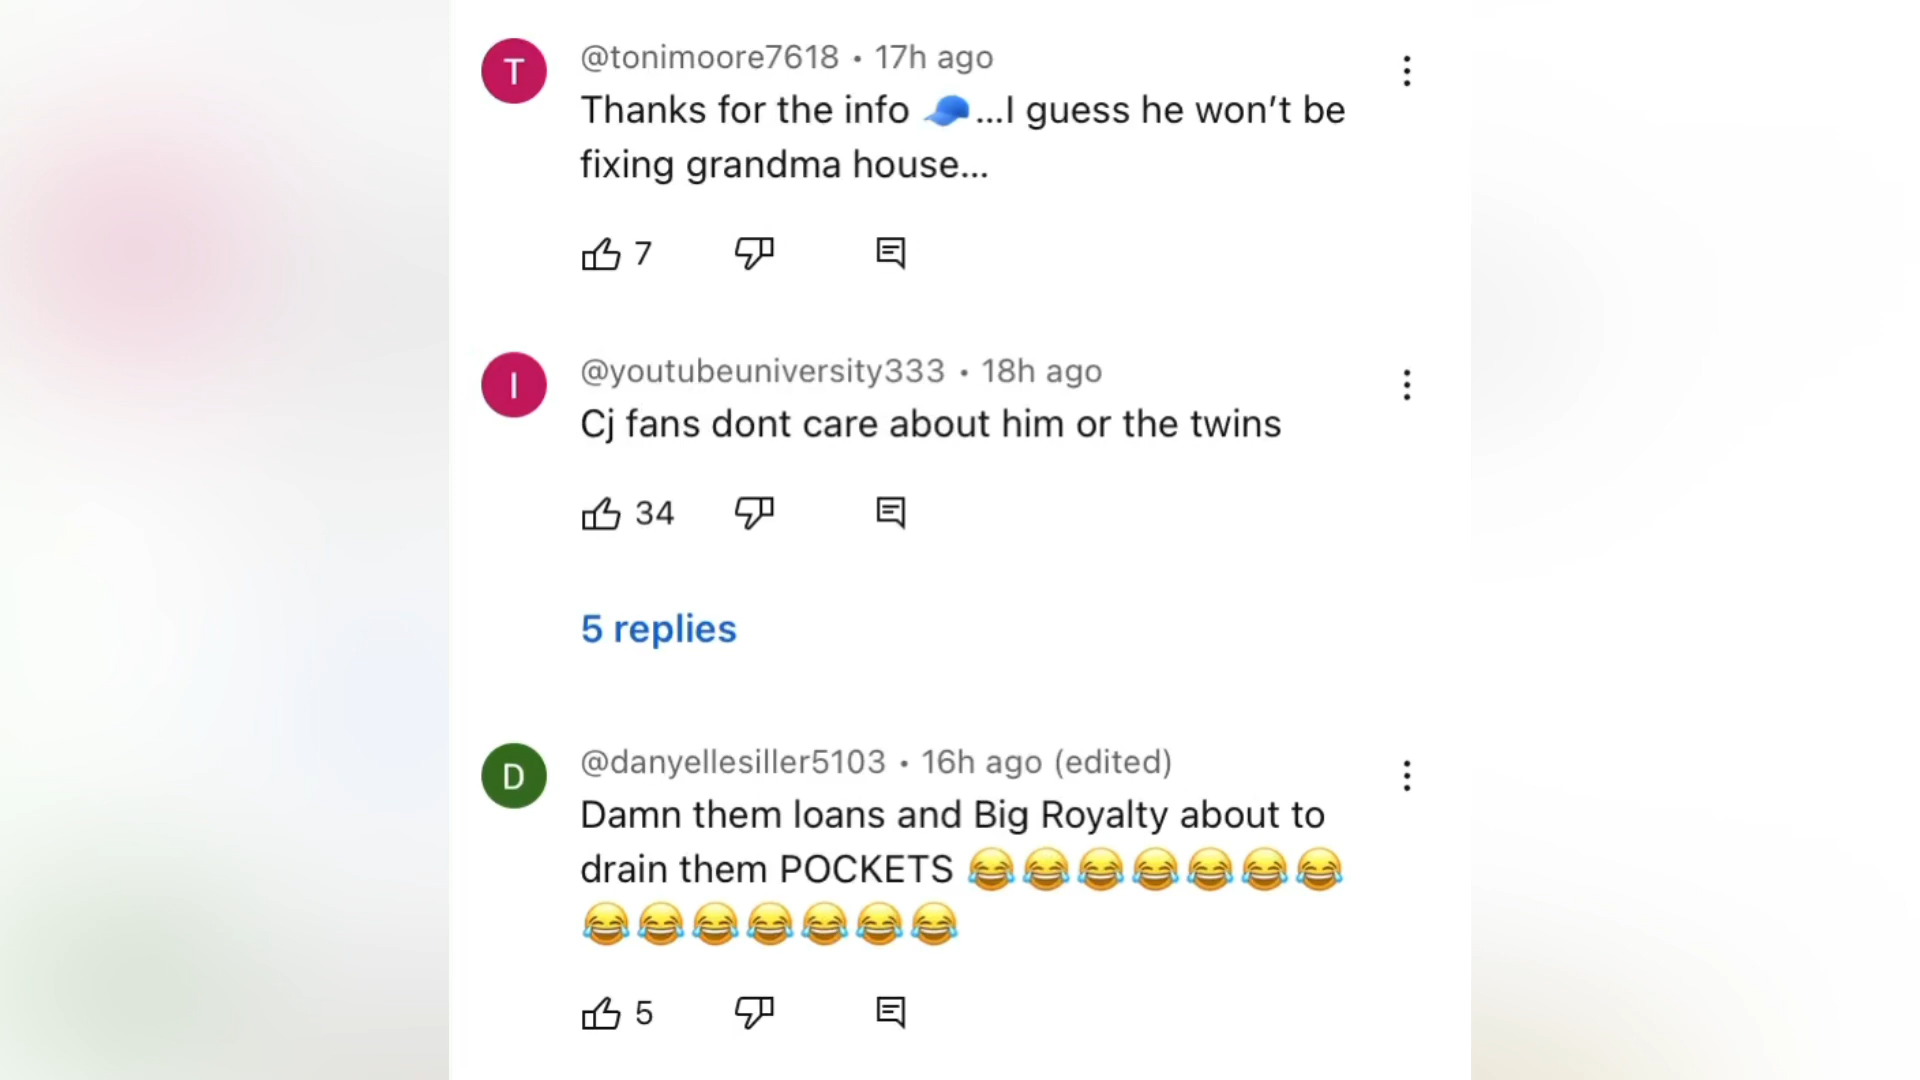 T
@tonimoore7618 • 17h ago
Thanks for the info 🧢...I guess he won’t be
fixing grandma house...
7
I
@youtubeuniversity333 • 18h ago
Cj fans dont care about him or the twins
34
5 replies
D
@danyellesiller5103 • 16h ago (edited)
Damn them loans and Big Royalty about to
drain them POCKETS 😂😂😂😂😂😂😂
😂😂😂😂😂😂😂
5